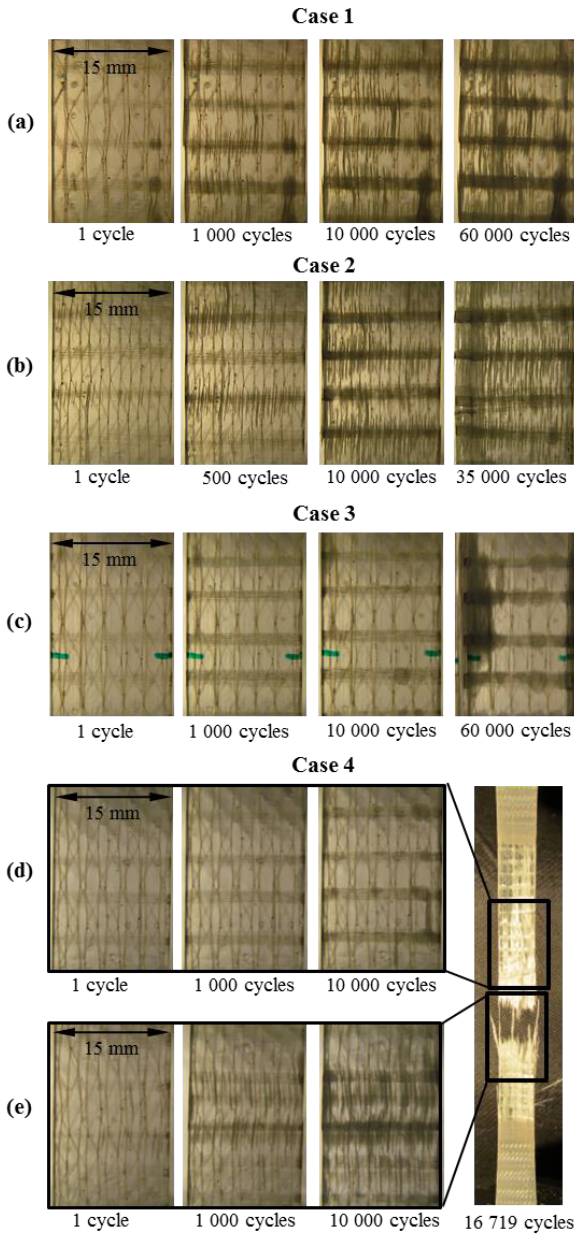 Case 1
(a)
15 mm
1 cycle
1 000 cycles
10 000 cycles
60 000 cycles
Case 2
(b)
15 mm
1 cycle
500 cycles
10 000 cycles
35 000 cycles
Case 3
(c)
15 mm
1 cycle
1 000 cycles
10 000 cycles
60 000 cycles
Case 4
(d)
15 mm
1 cycle
1 000 cycles
10 000 cycles
(e)
15 mm
1 cycle
1 000 cycles
10 000 cycles
16 719 cycles